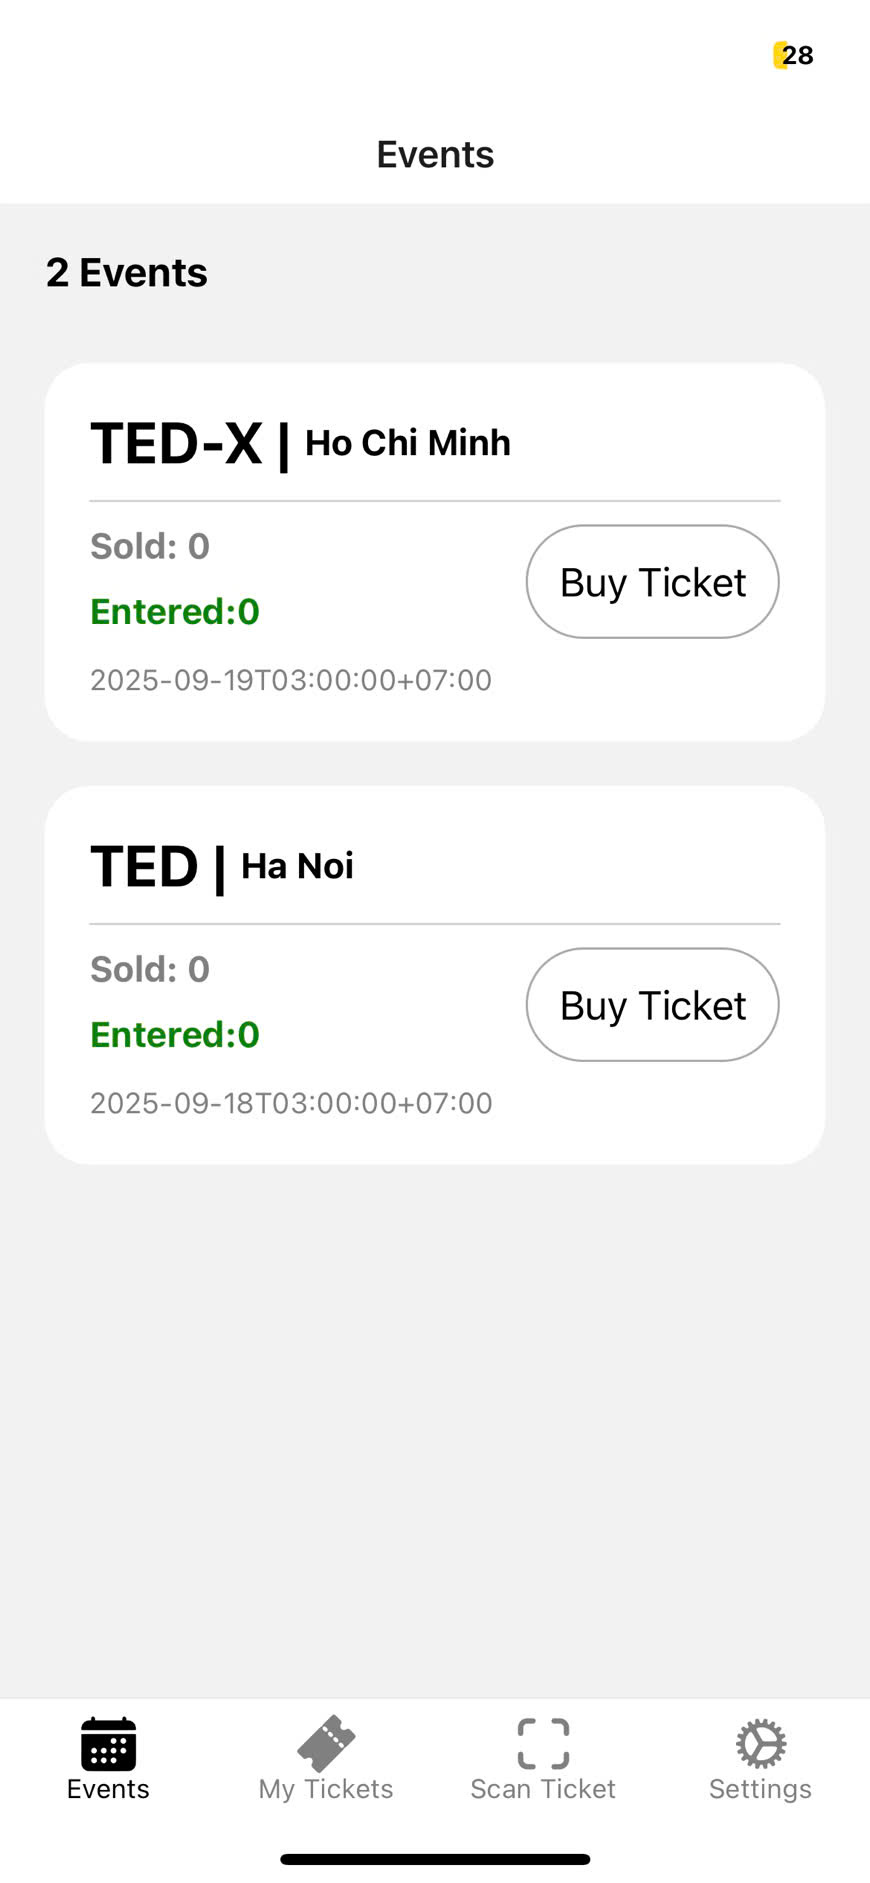 28
Events
2 Events
TED-X | Ho Chi Minh
Sold: 0
Buy Ticket
Entered:0
2025-09-19T03:00:00+07:00
TED | Ha Noi
Sold: 0
Buy Ticket
Entered:0
2025-09-18T03:00:00+07:00
Events
My Tickets
Scan Ticket
Settings